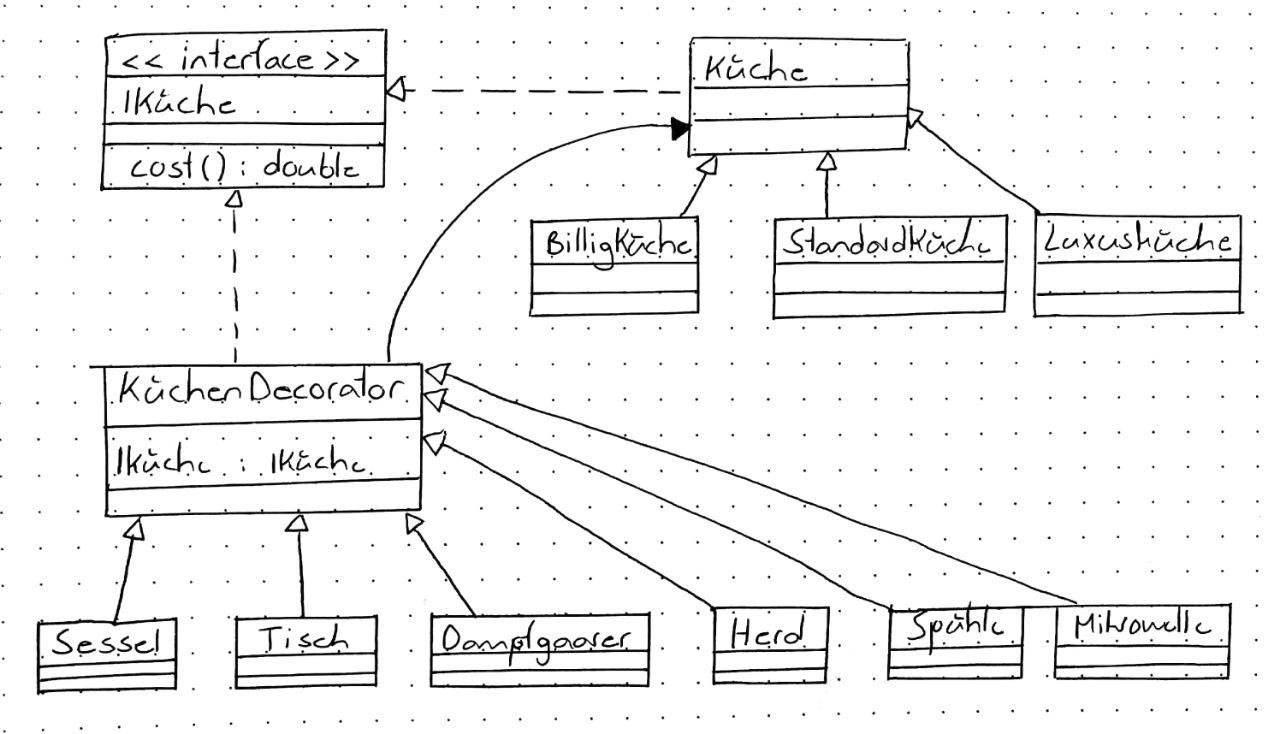 << interface >>
IKüche
cost() : double
Küche
BilligKüche
StandardKüche
Luxusküche
KüchenDecorator
IKüche : IKüche
Sessel
Tisch
Dampfgaarer
Herd
Spühle
Mikrowelle